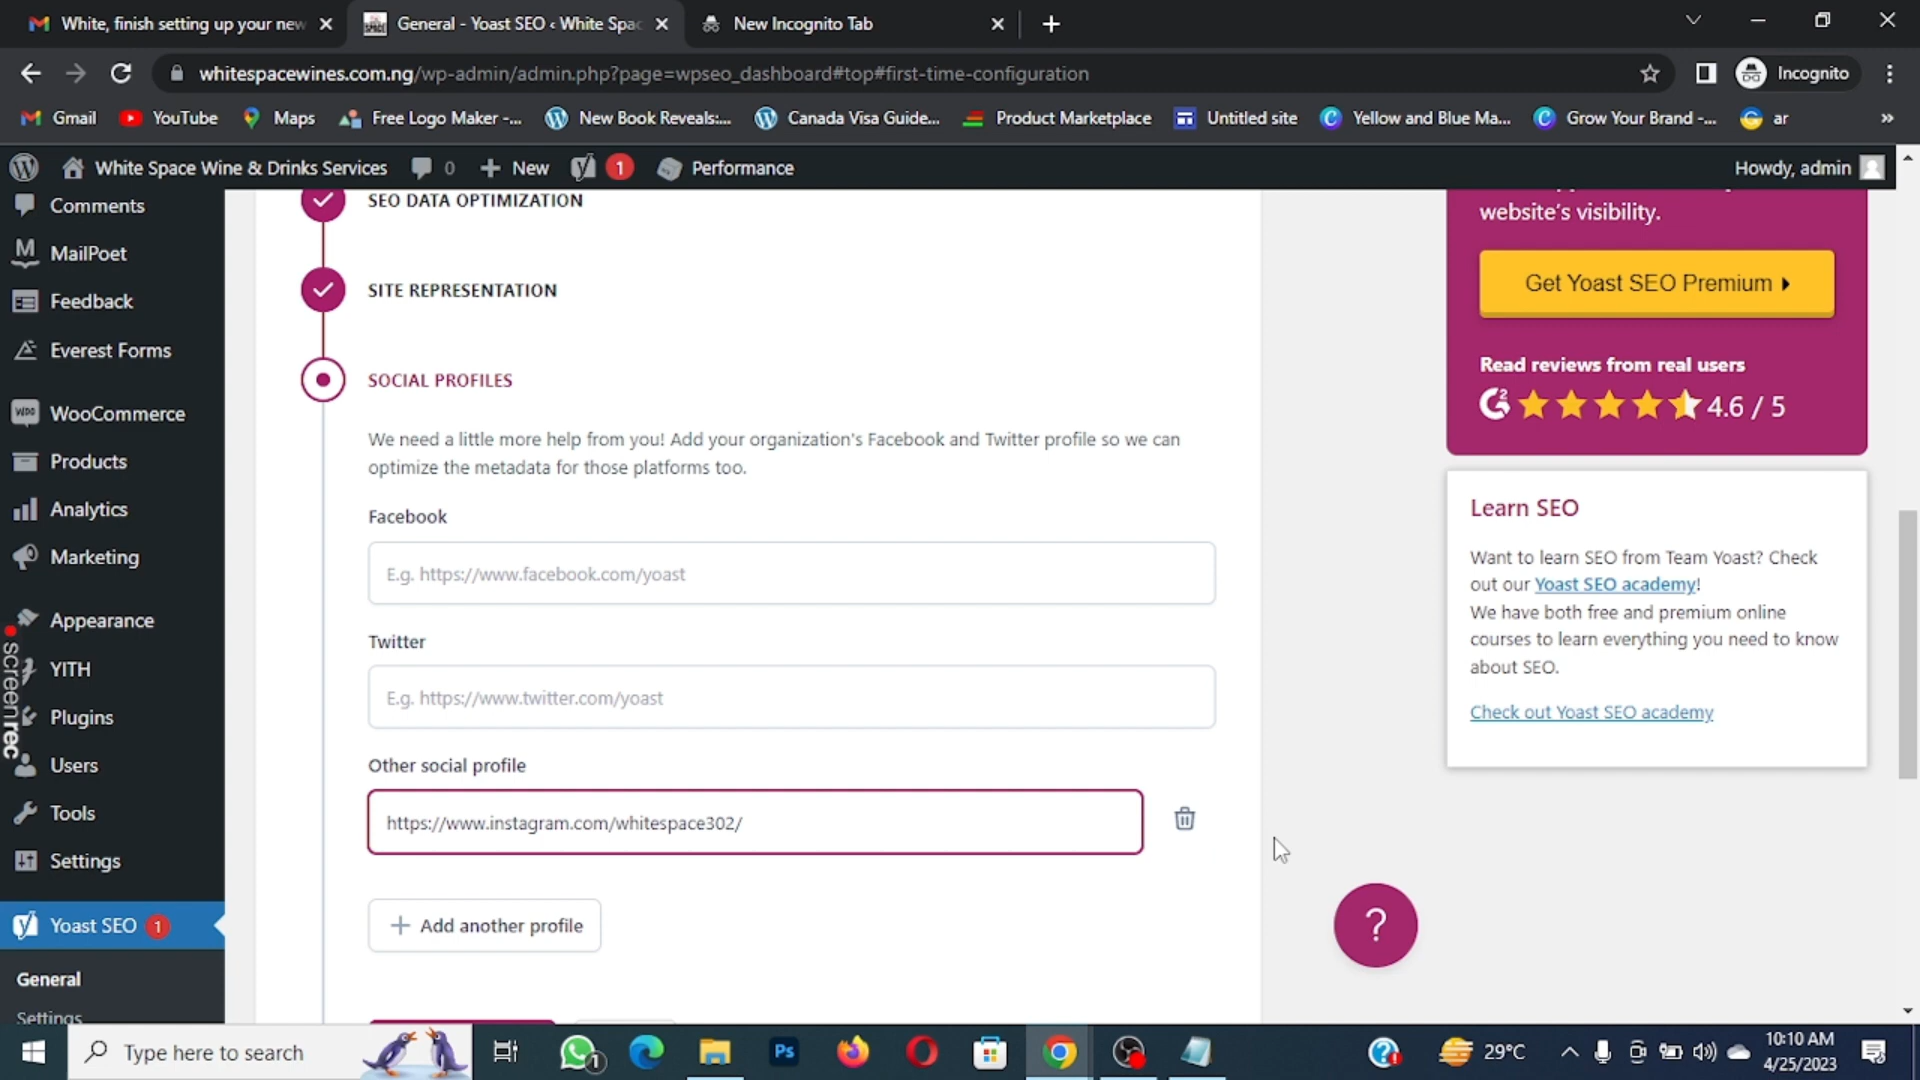 White, finish setting up your new
General - Yoast SEO ‹ White Spac
New Incognito Tab
whitespacewines.com.ng/wp-admin/admin.php?page=wpseo_dashboard#top#first-time-configuration
Incognito
Gmail
YouTube
Maps
Free Logo Maker -...
New Book Reveals:...
Canada Visa Guide...
Product Marketplace
Untitled site
Yellow and Blue Ma...
Grow Your Brand -...
ar
»
White Space Wine & Drinks Services
0
New
1
Performance
Howdy, admin
Comments
MailPoet
Feedback
Everest Forms
WooCommerce
Products
Analytics
Marketing
Appearance
YITH
Plugins
Users
Tools
Settings
Yoast SEO 1
General
Settings
screenrec
SEO DATA OPTIMIZATION
SITE REPRESENTATION
SOCIAL PROFILES
We need a little more help from you! Add your organization's Facebook and Twitter profile so we can
optimize the metadata for those platforms too.
Facebook
E.g. https://www.facebook.com/yoast
Twitter
E.g. https://www.twitter.com/yoast
Other social profile
https://www.instagram.com/whitespace302/
+ Add another profile
website's visibility.
Get Yoast SEO Premium
Read reviews from real users
4.6 / 5
Learn SEO
Want to learn SEO from Team Yoast? Check
out our Yoast SEO academy!
We have both free and premium online
courses to learn everything you need to know
about SEO.
Check out Yoast SEO academy
?
Type here to search
1
Ps
29°C
10:10 AM
4/25/2023